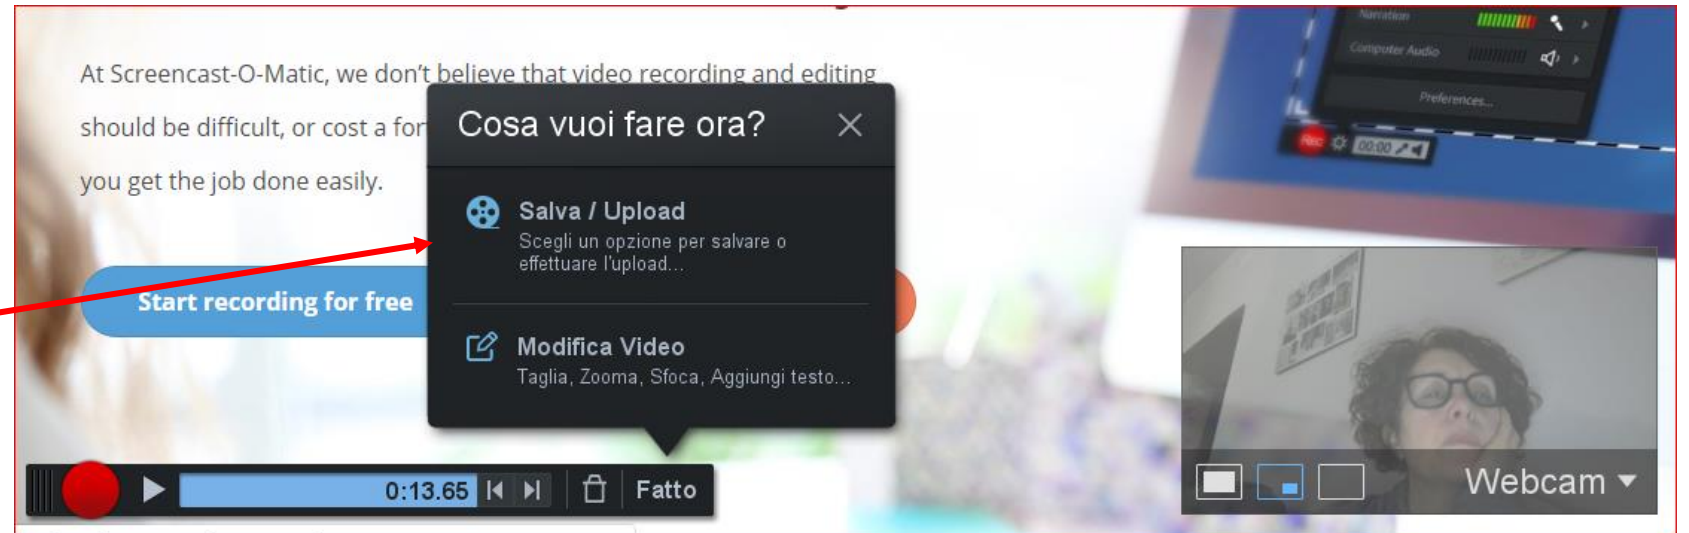 At Screencast-O-Matic, we don't believe that video recording and editing
should be difficult, or cost a for
you get the job done easily.
Start recording for free
Cosa vuoi fare ora?
Salva / Upload
Scegli un opzione per salvare o
effettuare l'upload...
Modifica Video
Taglia, Zooma, Sfoca, Aggiungi testo...
0:13.65
Fatto
Narration
Computer Audio
Preferences...
Rec
00:00
Webcam